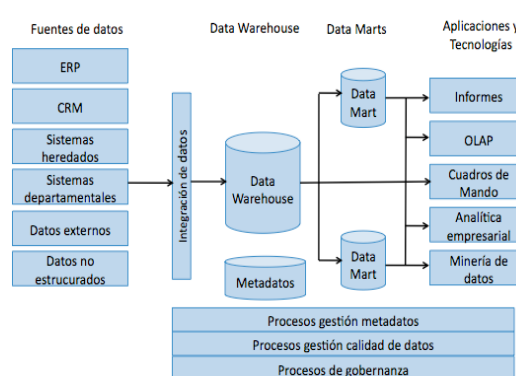 Fuentes de datos
Data Warehouse
Data Marts
Aplicaciones y
Tecnologías
ERP
CRM
Sistemas
heredados
Sistemas
departamentales
Datos externos
Datos no
estrucurados
Integración de datos
Data
Warehouse
Metadatos
Data
Mart
Data
Mart
Informes
OLAP
Cuadros de
Mando
Analítica
empresarial
Minería de
datos
Procesos gestión metadatos
Procesos gestión calidad de datos
Procesos de gobernanza